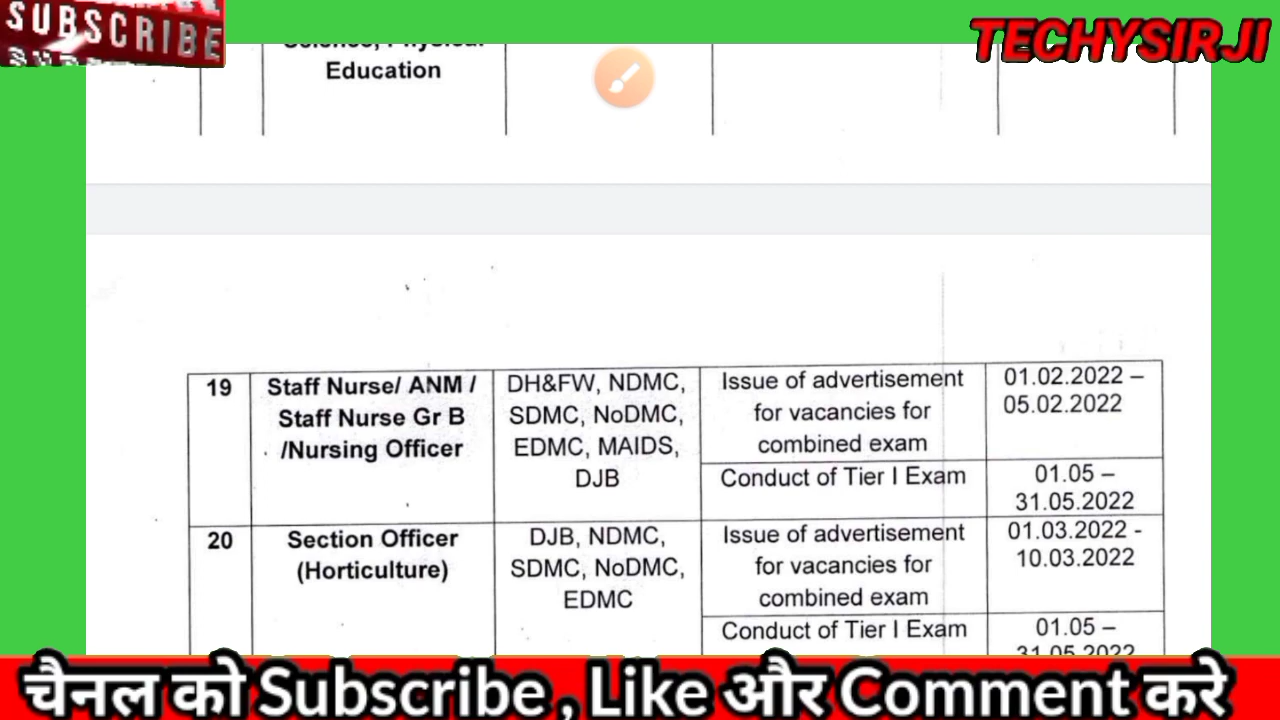 SUBSCRIBE
TECHYSIRJI
Education
19
Staff Nurse/ ANM /
Staff Nurse Gr B
/Nursing Officer
DH&FW, NDMC,
SDMC, NoDMC,
EDMC, MAIDS,
DJB
Issue of advertisement
for vacancies for
combined exam
01.02.2022 –
05.02.2022
Conduct of Tier I Exam
01.05 –
31.05.2022
20
Section Officer
(Horticulture)
DJB, NDMC,
SDMC, NoDMC,
EDMC
Issue of advertisement
for vacancies for
combined exam
01.03.2022 -
10.03.2022
Conduct of Tier I Exam
01.05 –
31.05.2022
चैनल को Subscribe , Like और Comment करे